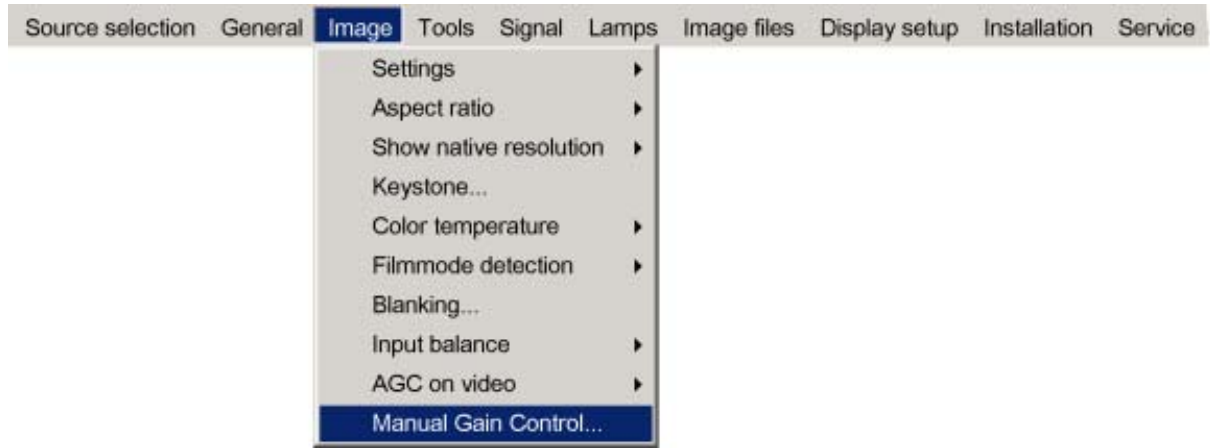 Source selection General Image Tools Signal Lamps Image files Display setup Installation Service
Settings
Aspect ratio
Show native resolution
Keystone...
Color temperature
Filmmode detection
Blanking...
Input balance
AGC on video
Manual Gain Control...